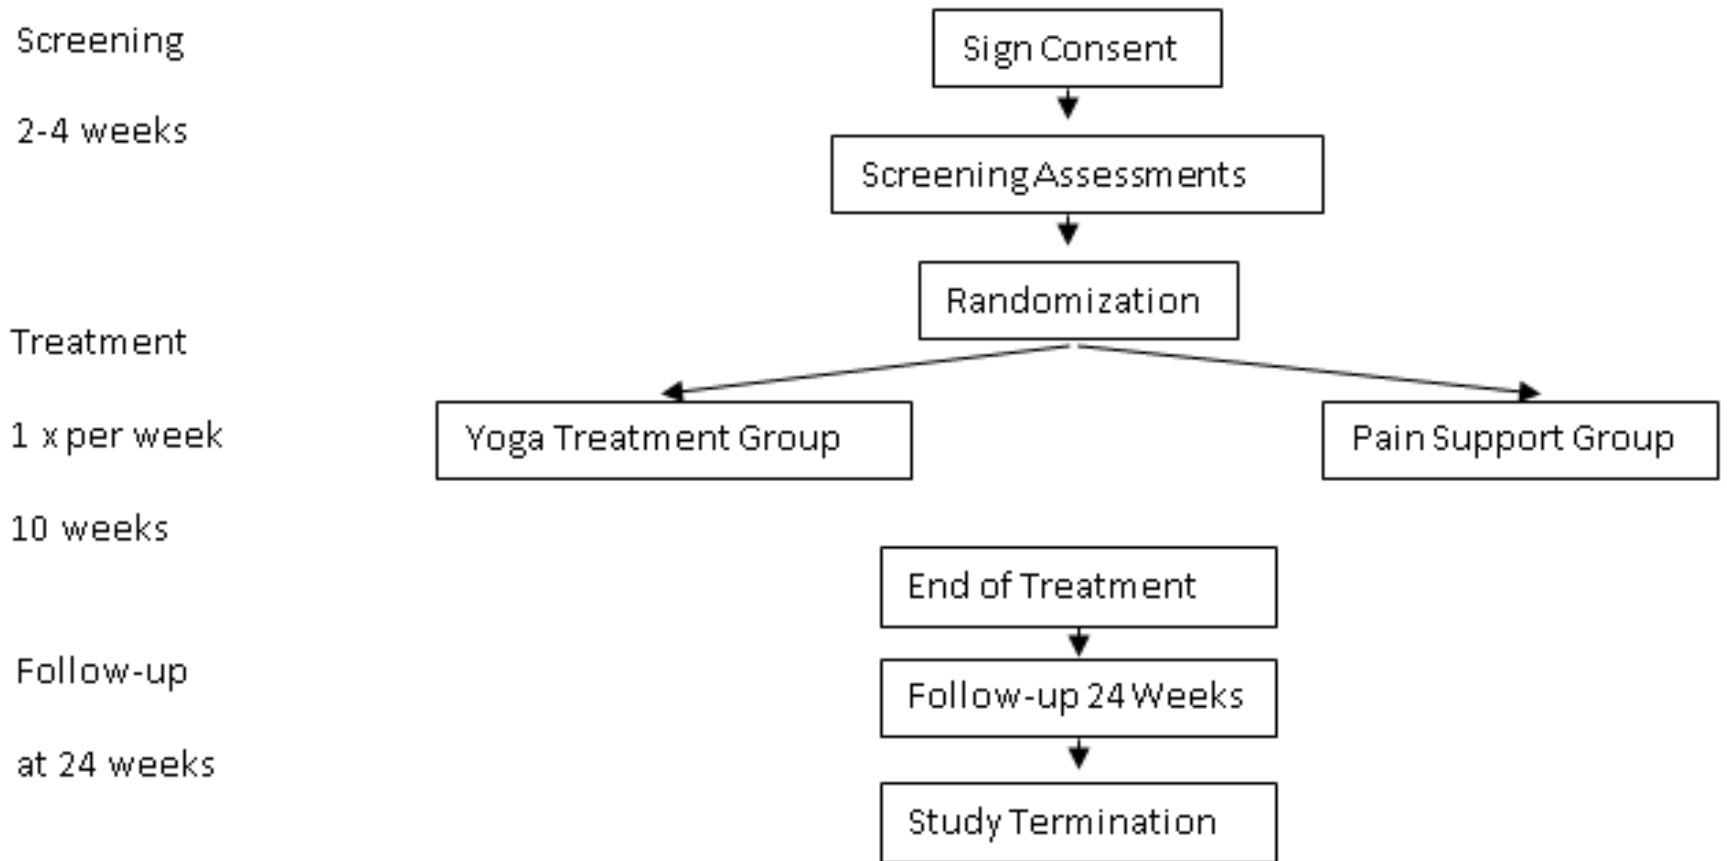 Screening
Sign Consent
2-4 weeks
Screening Assessments
Randomization
Treatment
1 x per week
Yoga Treatment Group
Pain Support Group
10 weeks
End of Treatment
Follow-up
Follow-up 24 Weeks
at 24 weeks
Study Termination